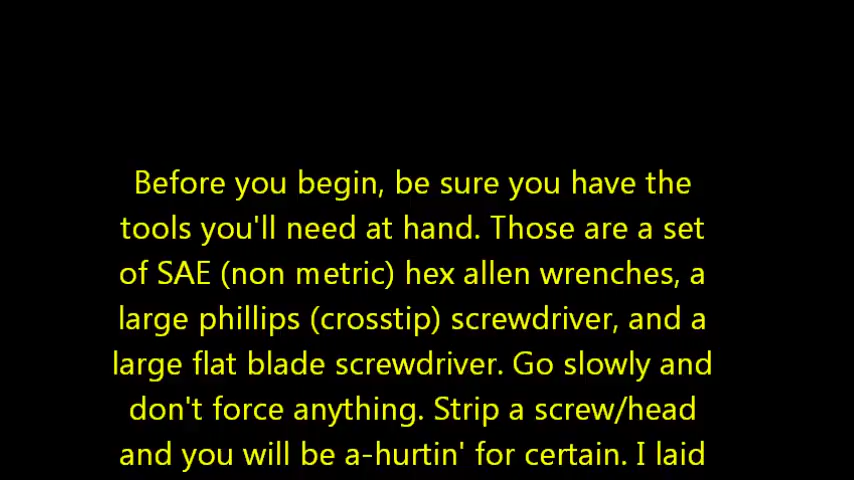 Before you begin, be sure you have the
tools you'll need at hand. Those are a set
of SAE (non metric) hex allen wrenches, a
large phillips (crosstip) screwdriver, and a
large flat blade screwdriver. Go slowly and
don't force anything. Strip a screw/head
and you will be a-hurtin' for certain. I laid